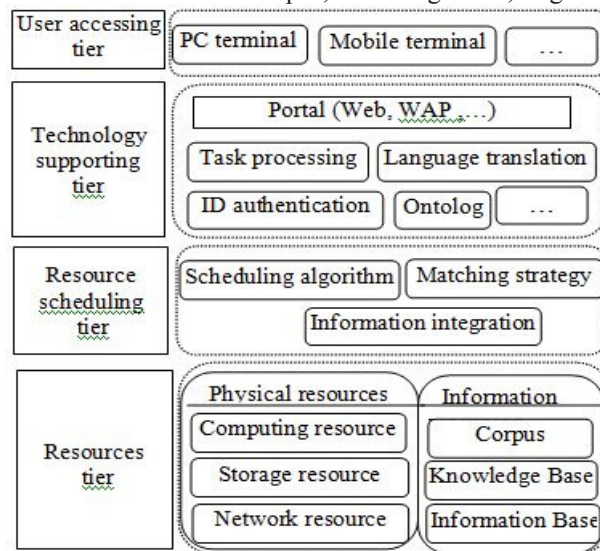 User accessing
tier
PC terminal
Mobile terminal
...
Technology
supporting
tier
Portal (Web, WAP ,...)
Task processing
Language translation
ID authentication
Ontolog
...
Resource
scheduling
tier
Scheduling algorithm
Matching strategy
Information integration
Resources
tier
Physical resources
Computing resource
Storage resource
Network resource
Information
Corpus
Knowledge Base
Information Base